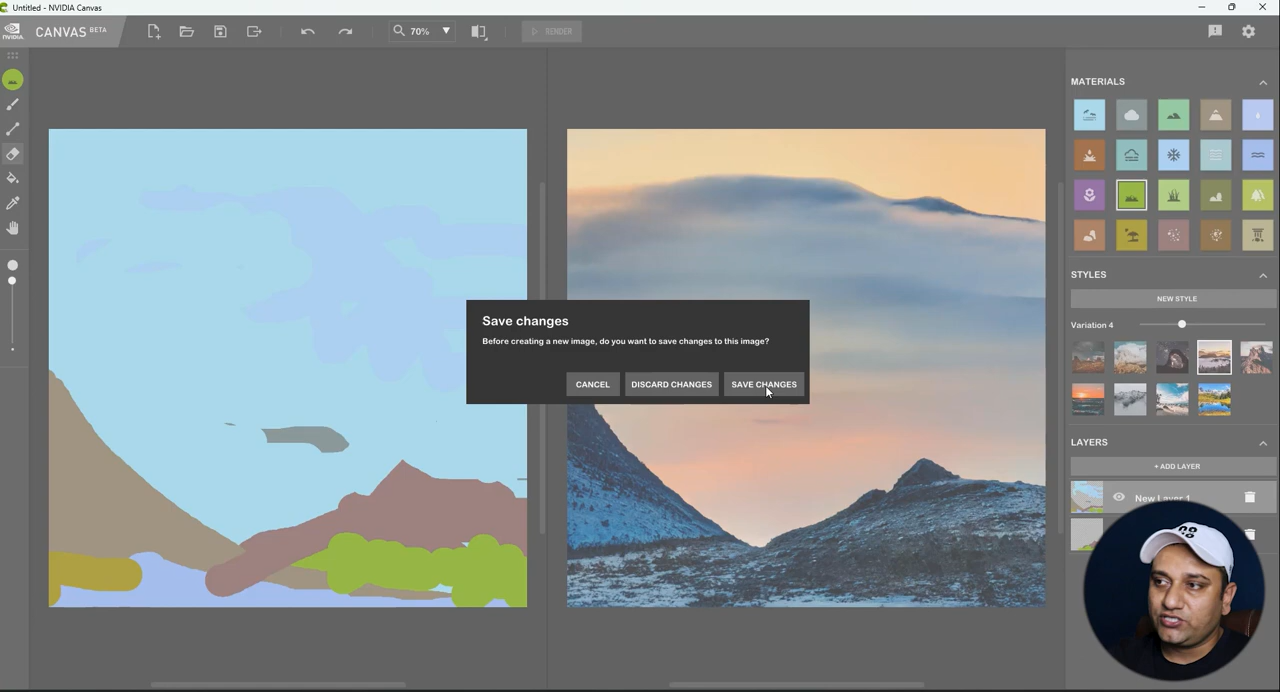 Untitled - NVIDIA Canvas
NVIDIA.
CANVAS BETA
70%
RENDER
MATERIALS
STYLES
NEW STYLE
Variation 4
Save changes
Before creating a new image, do you want to save changes to this image?
CANCEL
DISCARD CHANGES
SAVE CHANGES
LAYERS
+ ADD LAYER
New Layer 1